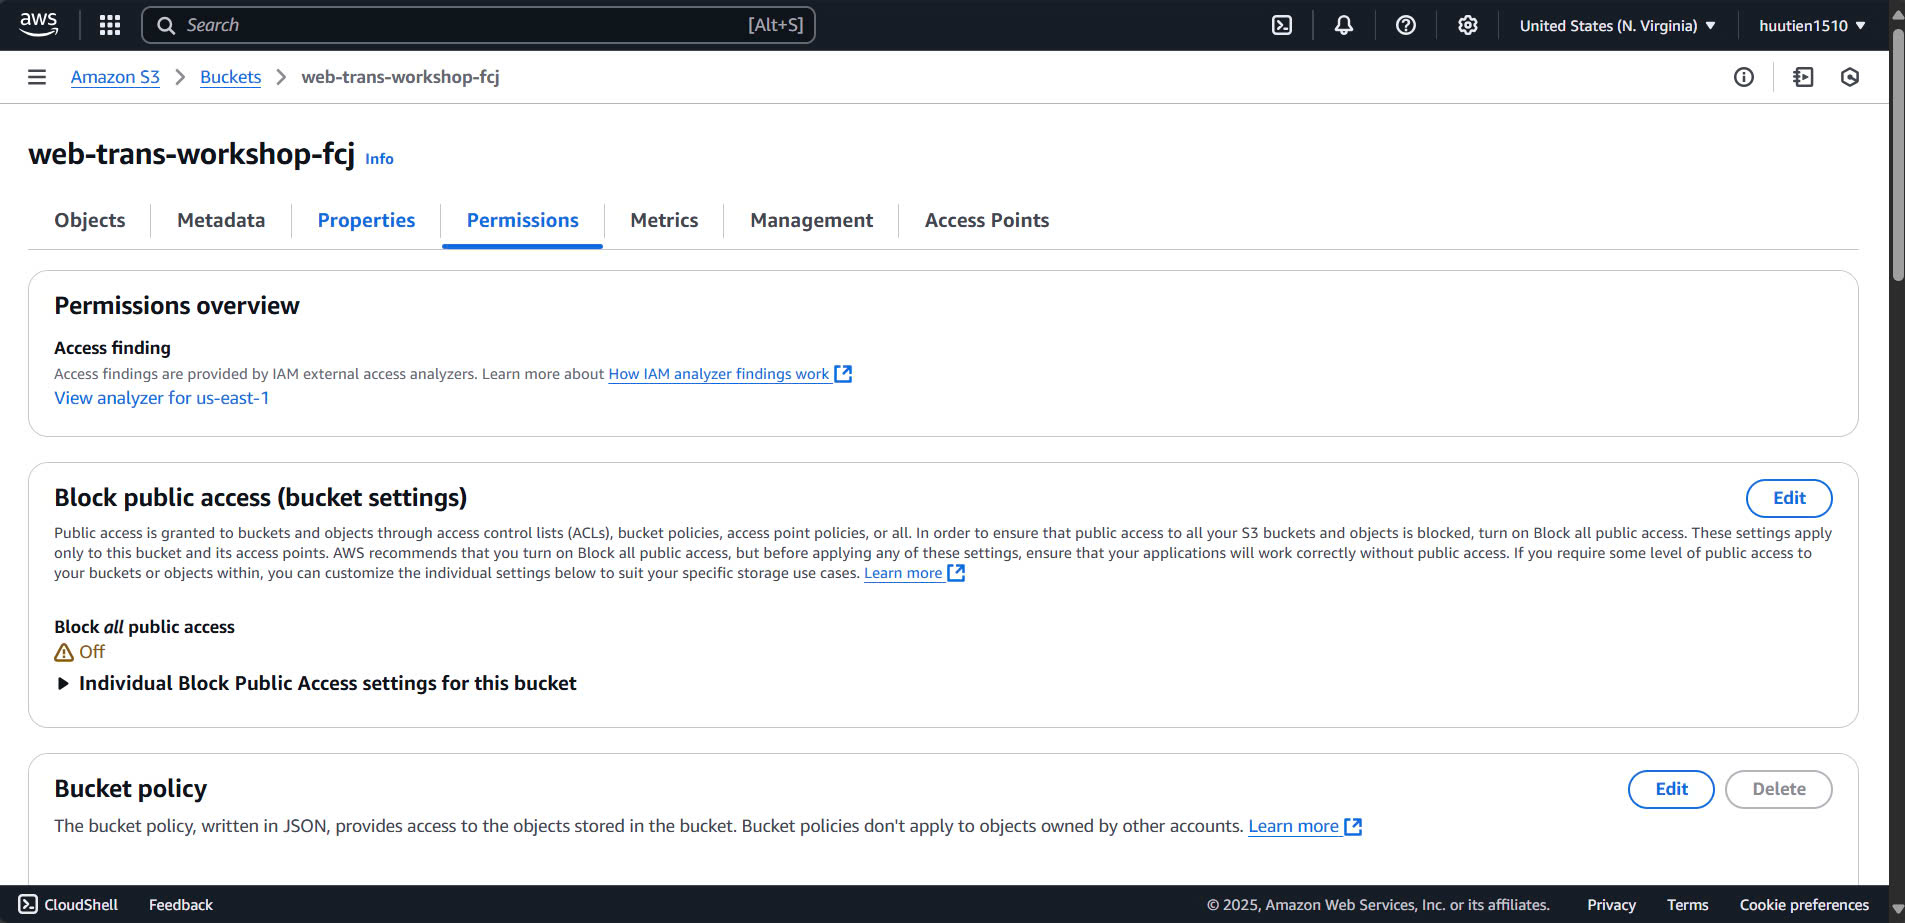 aws
Search
[Alt+S]
United States (N. Virginia)
huutien1510
Amazon S3
Buckets
web-trans-workshop-fcj
web-trans-workshop-fcj Info
Objects
Metadata
Properties
Permissions
Metrics
Management
Access Points
Permissions overview
Access finding
Access findings are provided by IAM external access analyzers. Learn more about How IAM analyzer findings work
View analyzer for us-east-1
Block public access (bucket settings)
Edit
Public access is granted to buckets and objects through access control lists (ACLs), bucket policies, access point policies, or all. In order to ensure that public access to all your S3 buckets and objects is blocked, turn on Block all public access. These settings apply
only to this bucket and its access points. AWS recommends that you turn on Block all public access, but before applying any of these settings, ensure that your applications will work correctly without public access. If you require some level of public access to
your buckets or objects within, you can customize the individual settings below to suit your specific storage use cases. Learn more
Block all public access
Off
Individual Block Public Access settings for this bucket
Bucket policy
Edit
Delete
The bucket policy, written in JSON, provides access to the objects stored in the bucket. Bucket policies don't apply to objects owned by other accounts. Learn more
CloudShell
Feedback
© 2025, Amazon Web Services, Inc. or its affiliates.
Privacy
Terms
Cookie preferences